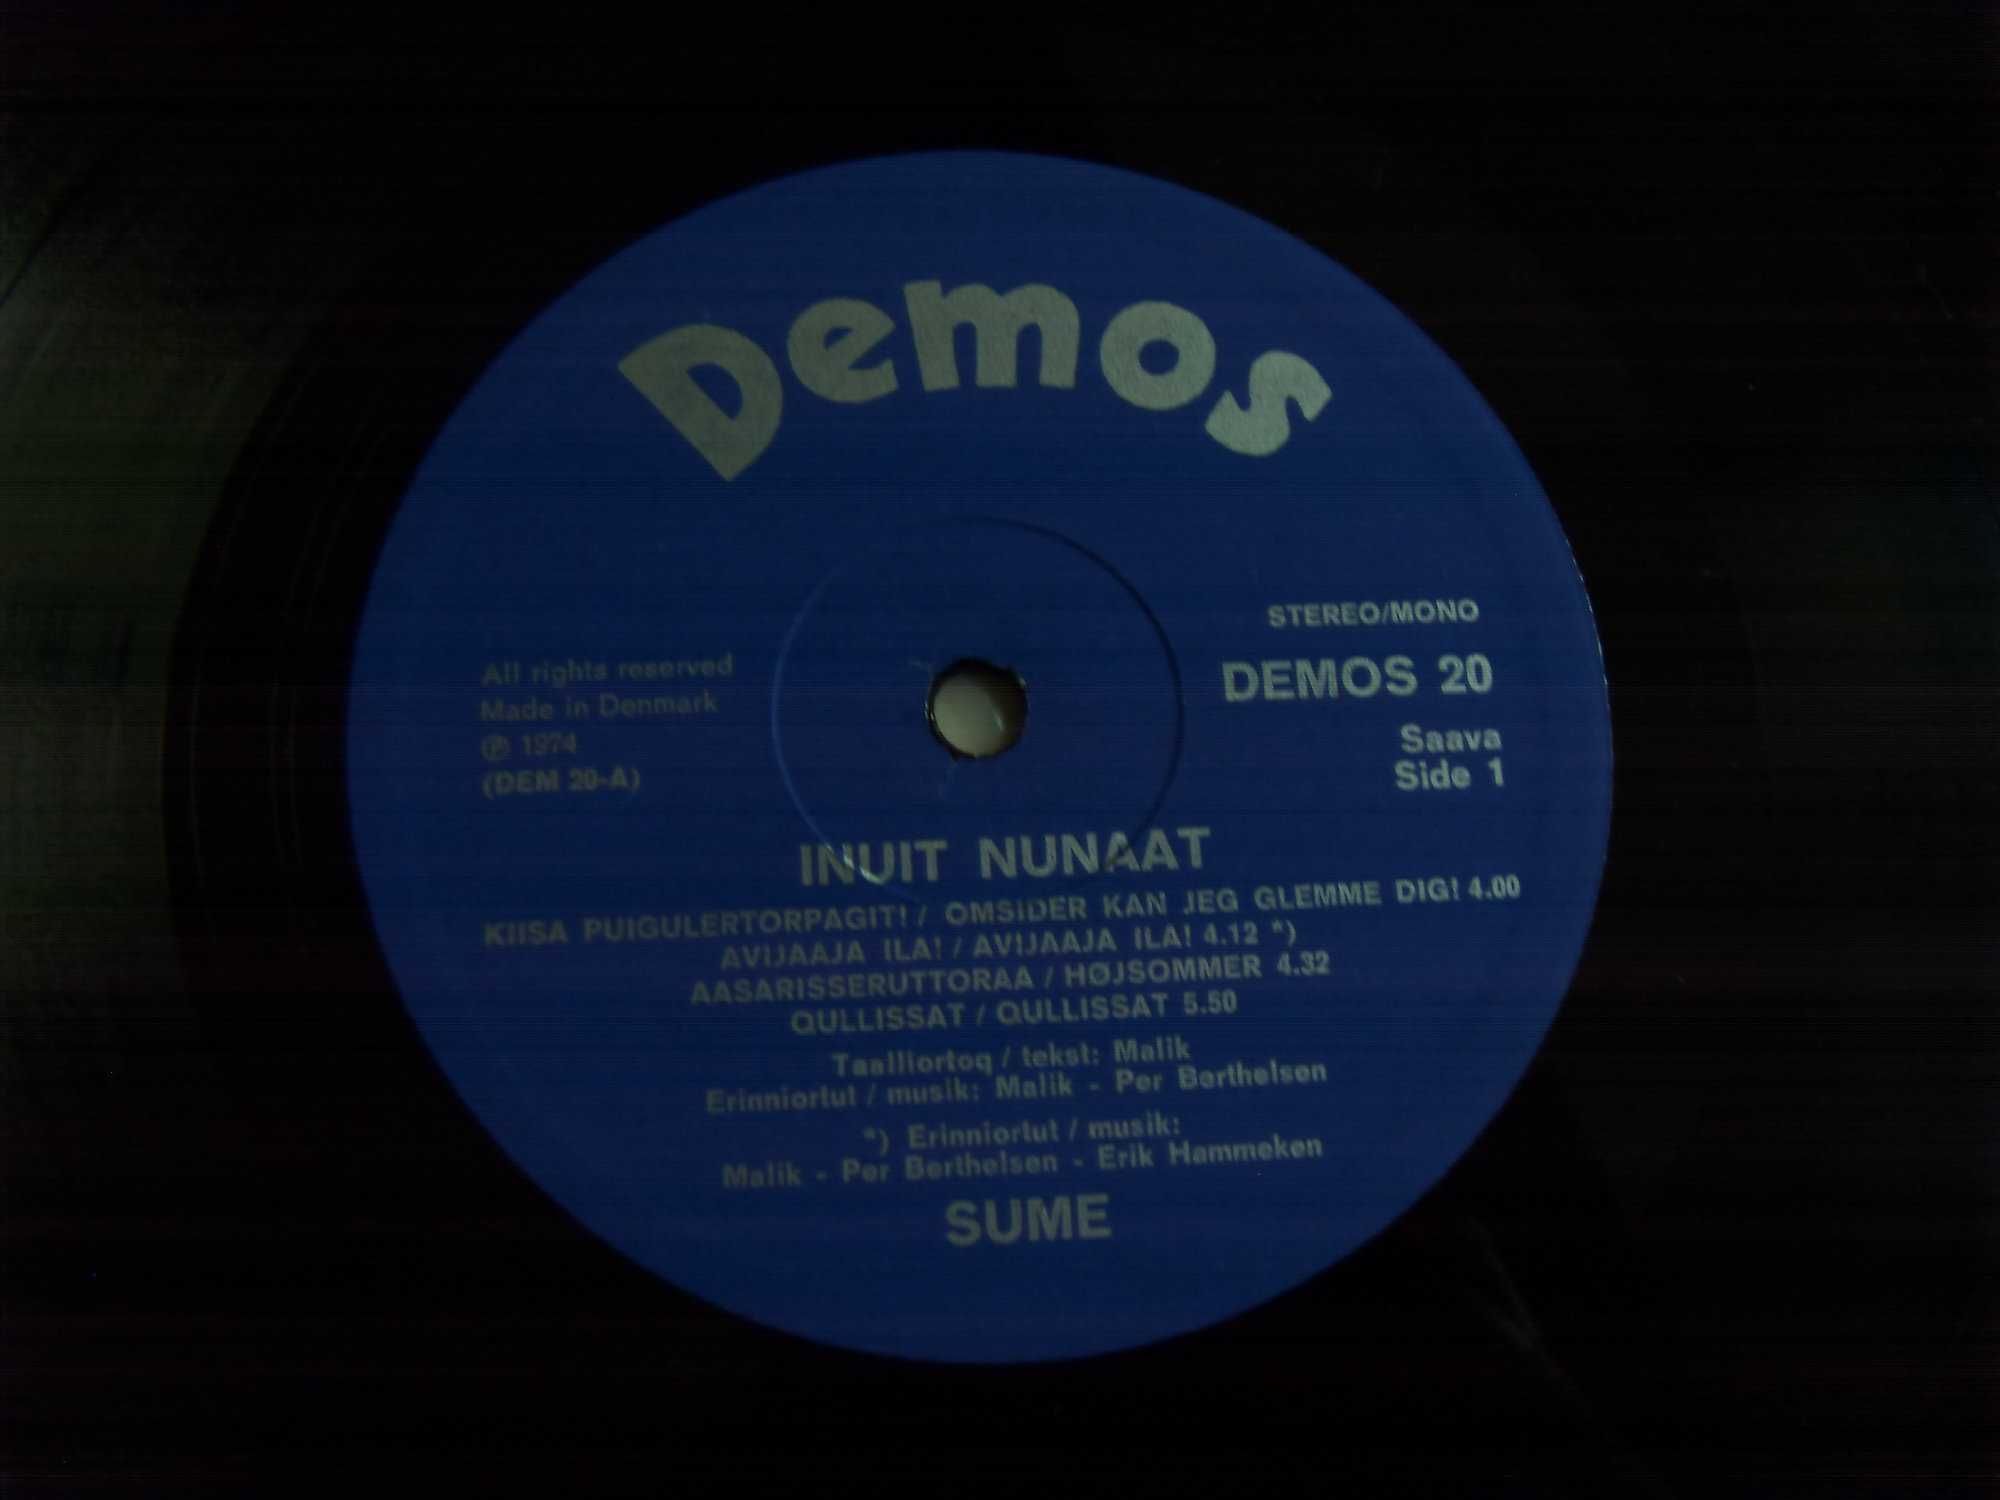 Demos
STEREO/MONO
DEMOS 20
Saava
Side 1
All rights reserved
Made in Denmark
℗ 1974
(DEM 20-A)
INUIT NUNAAT
KIISA PUIGULERTORPAGIT! / OMSIDER KAN JEG GLEMME DIG! 4.00
AVIJAAJA ILA! / AVIJAAJA ILA! 4.12 *)
AASARISSERUTTORAA / HØJSOMMER 4.32
QULLISSAT / QULLISSAT 5.50
Taalliortoq / tekst: Malik
Erinniortut / musik: Malik - Per Berthelsen
*) Erinniortut / musik:
Malik - Per Berthelsen - Erik Hammeken
SUME